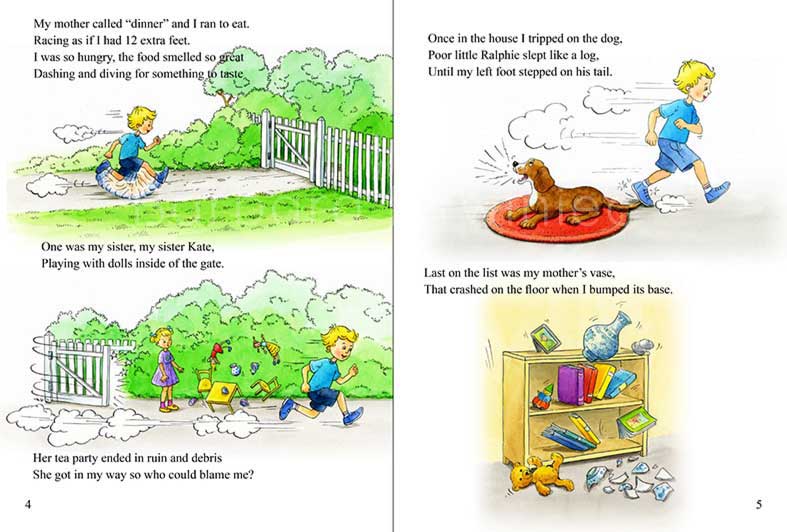 My mother called “dinner” and I ran to eat.
Racing as if I had 12 extra feet.
I was so hungry, the food smelled so great
Dashing and diving for something to taste
One was my sister, my sister Kate,
Playing with dolls inside of the gate.
Her tea party ended in ruin and debris
She got in my way so who could blame me?
4
Once in the house I tripped on the dog,
Poor little Ralphie slept like a log,
Until my left foot stepped on his tail.
Last on the list was my mother’s vase,
That crashed on the floor when I bumped its base.
5